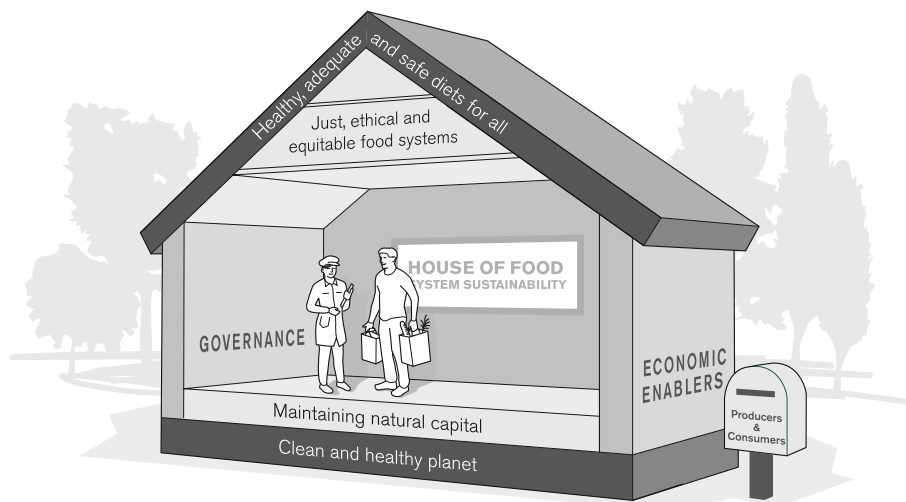 Healthy, adequate and safe diets for all
Just, ethical and
equitable food systems
HOUSE OF FOOD
SYSTEM SUSTAINABILITY
GOVERNANCE
ECONOMIC
ENABLERS
Producers
&
Consumers
Maintaining natural capital
Clean and healthy planet